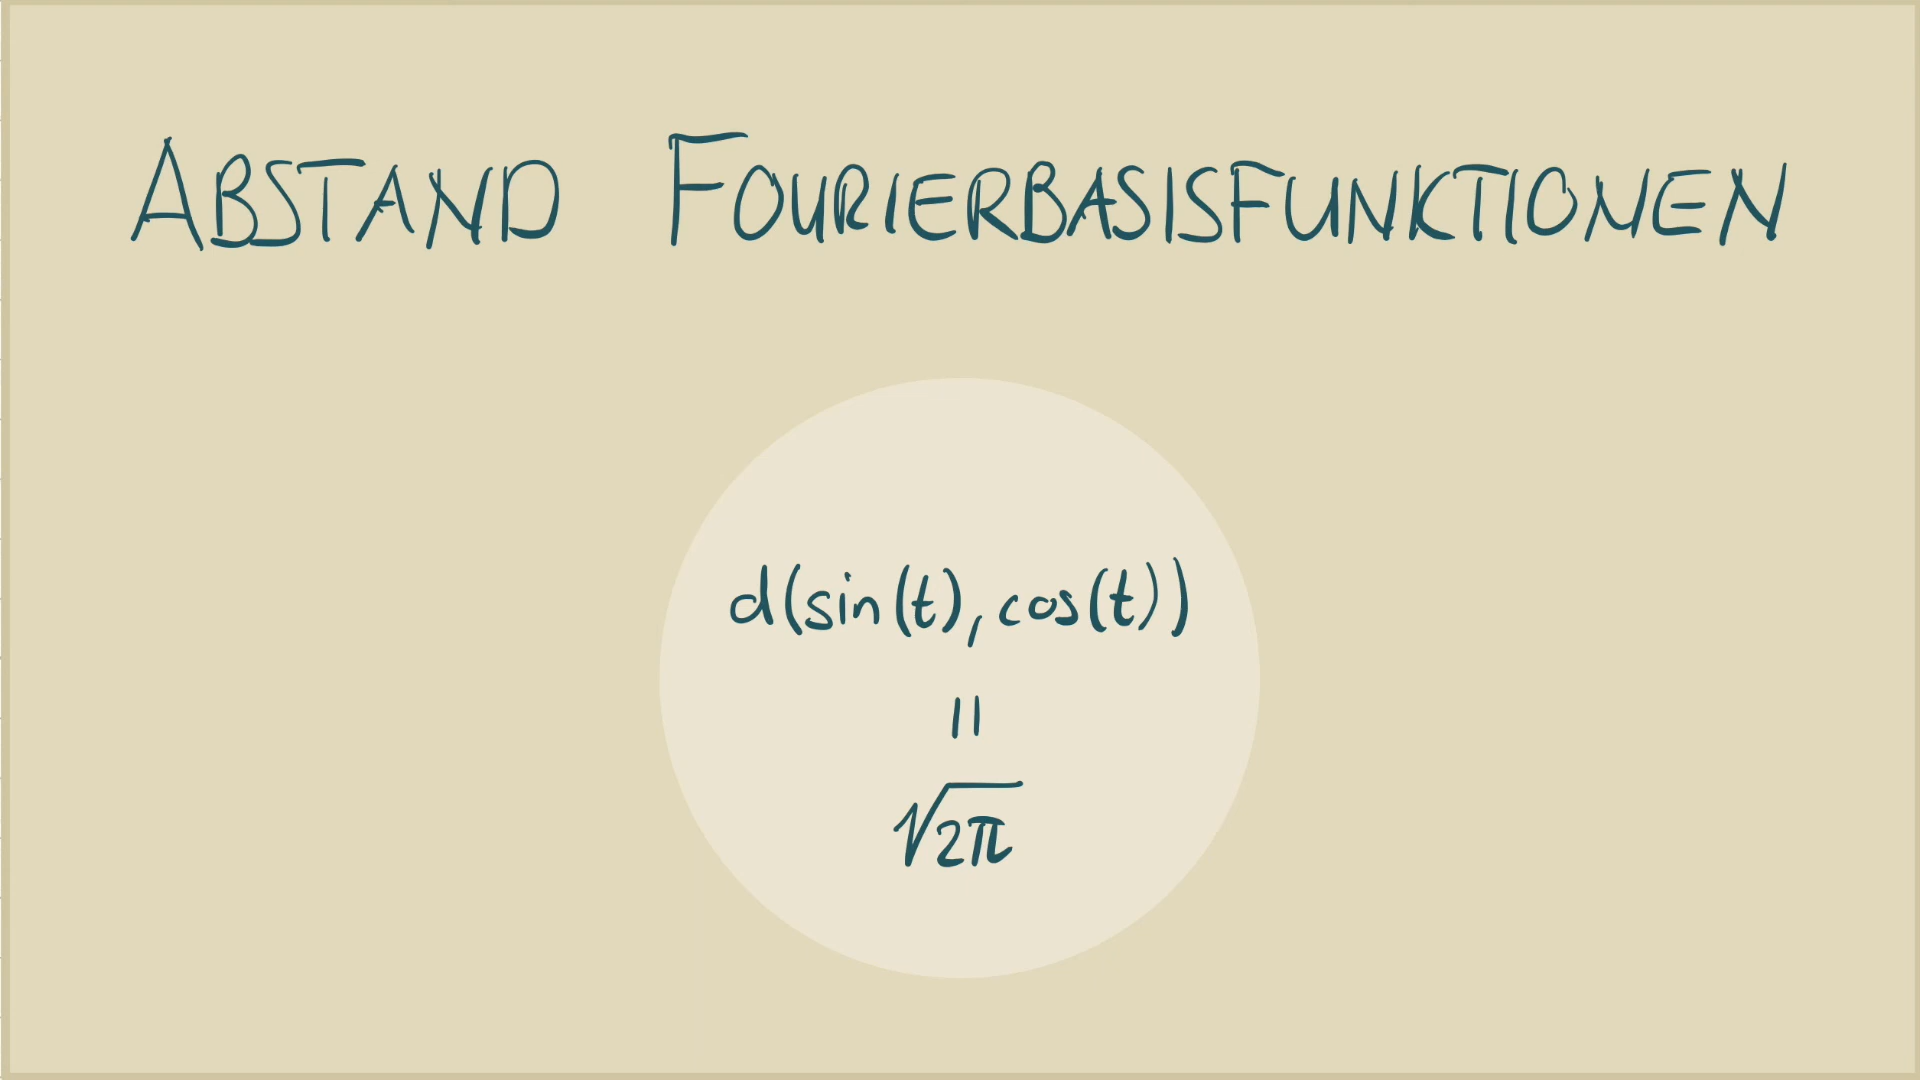 ABSTAND FOURIERBASISFUNKTIONEN
d(sin(t), cos(t))
=
√2π